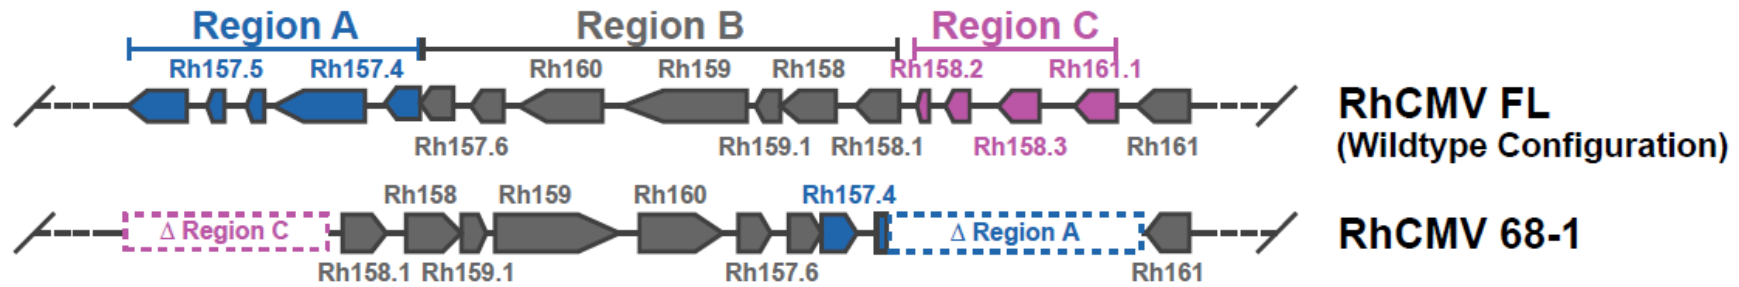 Region A Region B Region C
Rh157.5 Rh157.4 Rh160 Rh159 Rh158 Rh158.2 Rh161.1
RhCMV FL
(Wildtype Configuration)
Rh157.6 Rh159.1 Rh158.1 Rh158.3 Rh161
Rh158 Rh159 Rh160 Rh157.4
Δ Region C Δ Region A RhCMV 68-1
Rh158.1 Rh159.1 Rh157.6 Rh161